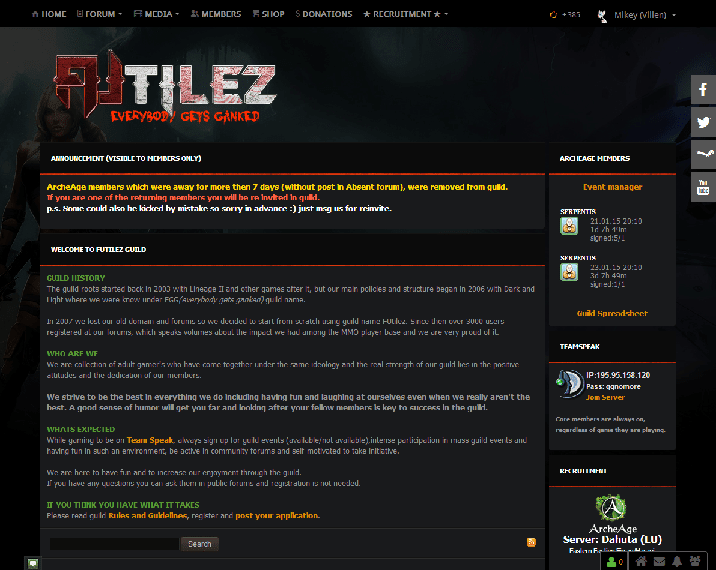 HOME FORUM MEDIA MEMBERS SHOP $ DONATIONS ★ RECRUITMENT ★ +385 Mikey (Villen)
FUTILEZ
EVERYBODY GETS GANKED
ANNOUNCEMENT (VISIBLE TO MEMBERS ONLY)
ArcheAge members which were away for more then 7 days (without post in Absent forum), were removed from guild.
If you are one of the returning members you will be re invited in guild.
p.s. Some could also be kicked by mistake so sorry in advance :) just msg us for reinvite.
WELCOME TO FUTILEZ GUILD
GUILD HISTORY
The guild roots started back in 2003 with Lineage II and other games after it, but our main policies and structure began in 2006 with Dark and
Light where we were know under EGG(everybody gets ganked) guild name.
In 2007 we lost our old domain and forums so we decided to start from scratch using guild name FUtilez. Since then over 3000 users
registered at our forums, which speaks volumes about the impact we had among the MMO player base and we are very proud of it.
WHO ARE WE
We are collection of adult gamer's who have come together under the same ideology and the real strength of our guild lies in the positive
attitudes and the dedication of our members.
We strive to be the best in everything we do including having fun and laughing at ourselves even when we really aren't the
best. A good sense of humor will get you far and looking after your fellow members is key to success in the guild.
WHATS EXPECTED
While gaming to be on Team Speak, always sign up for guild events (available/not available),intense participation in mass guild events and
having fun in such an environment, be active in community forums and self-motivated to take initiative.
We are here to have fun and to increase our enjoyment through the guild.
If you have any questions you can ask them in public forums and registration is not needed.
IF YOU THINK YOU HAVE WHAT IT TAKES
Please read guild Rules and Guidelines, register and post your application.
Search
ARCHEAGE MEMBERS
Event manager
SERPENTIS
21.01.15 20:10
1d 7h 49m
signed:5/1
SERPENTIS
23.01.15 20:10
3d 7h 49m
signed:1/1
Guild Spreadsheet
TEAMSPEAK
IP:195.95.158.120
Pass: qqnomore
Join Server
Core members are always on,
regardless of game they are playing.
RECRUITMENT
A
ArcheAge
Server: Dahuta (LU)
0
You
Tube